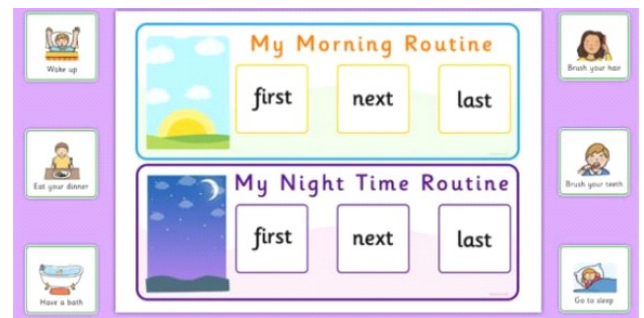 Wake up
Eat your dinner
Have a bath
My Morning Routine
first next last
My Night Time Routine
first next last
Brush your hair
Brush your teeth
Go to sleep